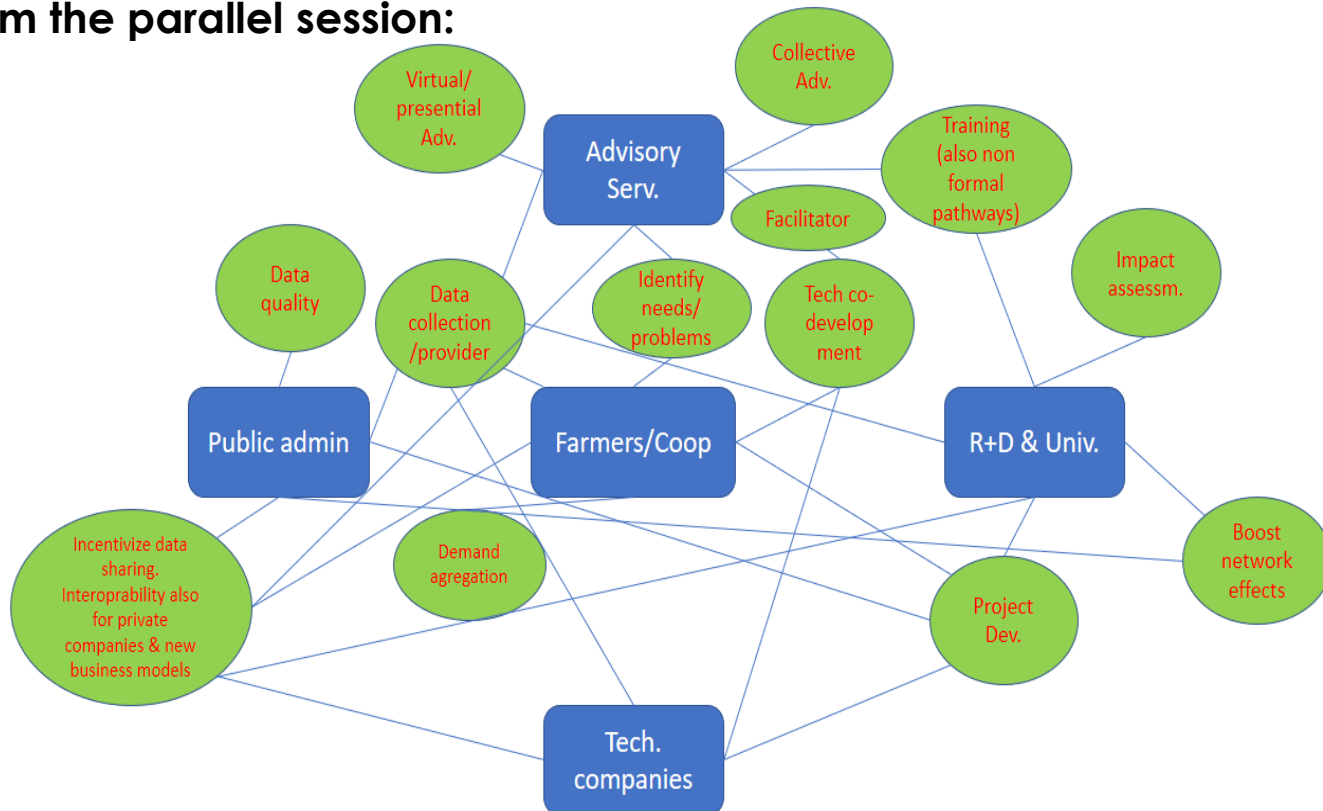 m the parallel session:
Collective
Adv.
Virtual/
presential
Adv.
Advisory
Serv.
Training
(also non
formal
pathways)
Facilitator
Impact
assessm.
Data
quality
Data
collection
/provider
Identify
needs/
problems
Tech co-
develop
ment
Public admin
Farmers/Coop
R+D & Univ.
Incentivize data
sharing.
Interoprability also
for private
companies & new
business models
Demand
agregation
Boost
network
effects
Project
Dev.
Tech.
companies